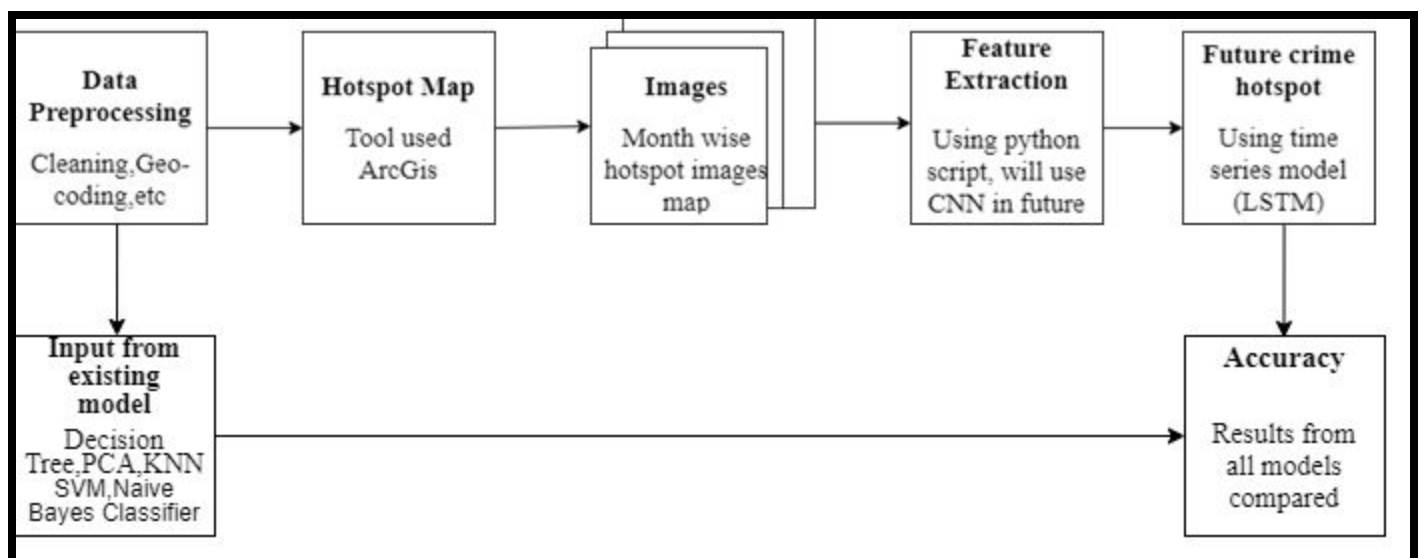 Data
Preprocessing
Cleaning,Geo-
coding,etc
Hotspot Map
Tool used
ArcGis
Images
Month wise
hotspot images
map
Feature
Extraction
Using python
script, will use
CNN in future
Future crime
hotspot
Using time
series model
(LSTM)
Input from
existing
model
Decision
Tree,PCA,KNN
SVM,Naive
Bayes Classifier
Accuracy
Results from
all models
compared